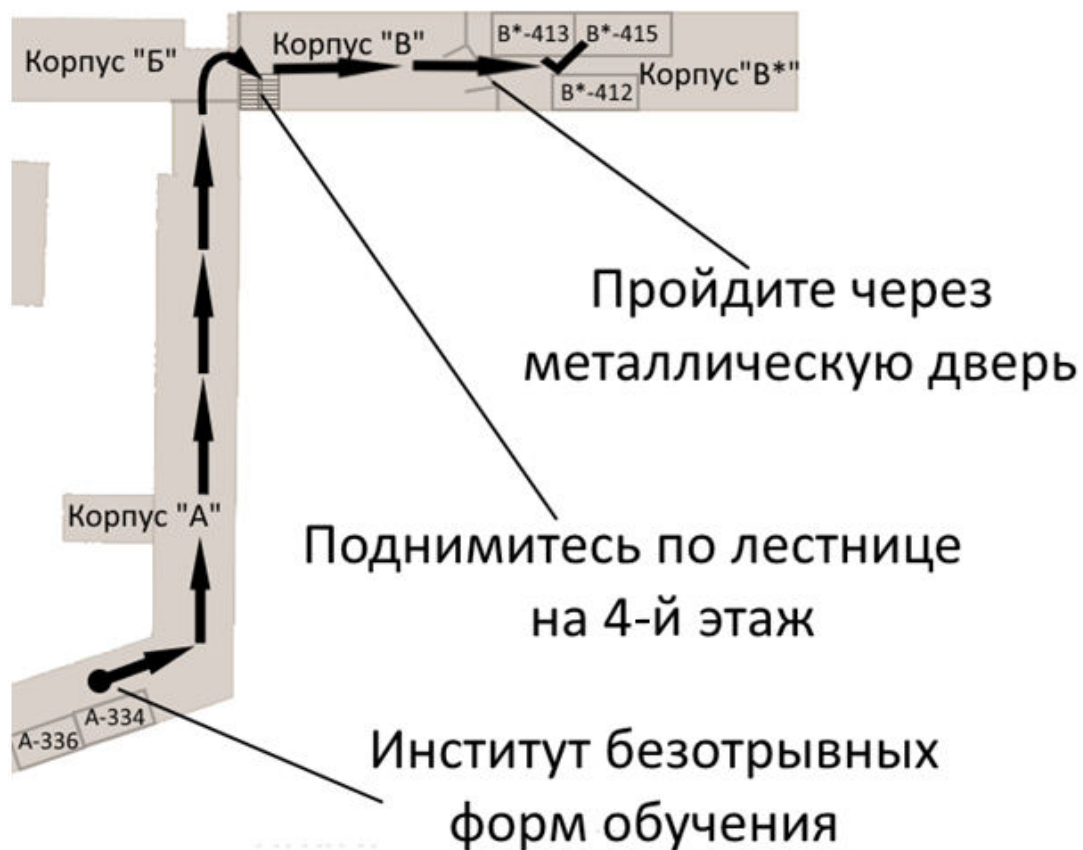 Корпус "Б"
Корпус "В"
В*-413
В*-415
Корпус"В*"
В*-412
Пройдите через
металлическую дверь
Корпус "А"
Поднимитесь по лестнице
на 4-й этаж
А-334
А-336
Институт безотрывных
форм обучения